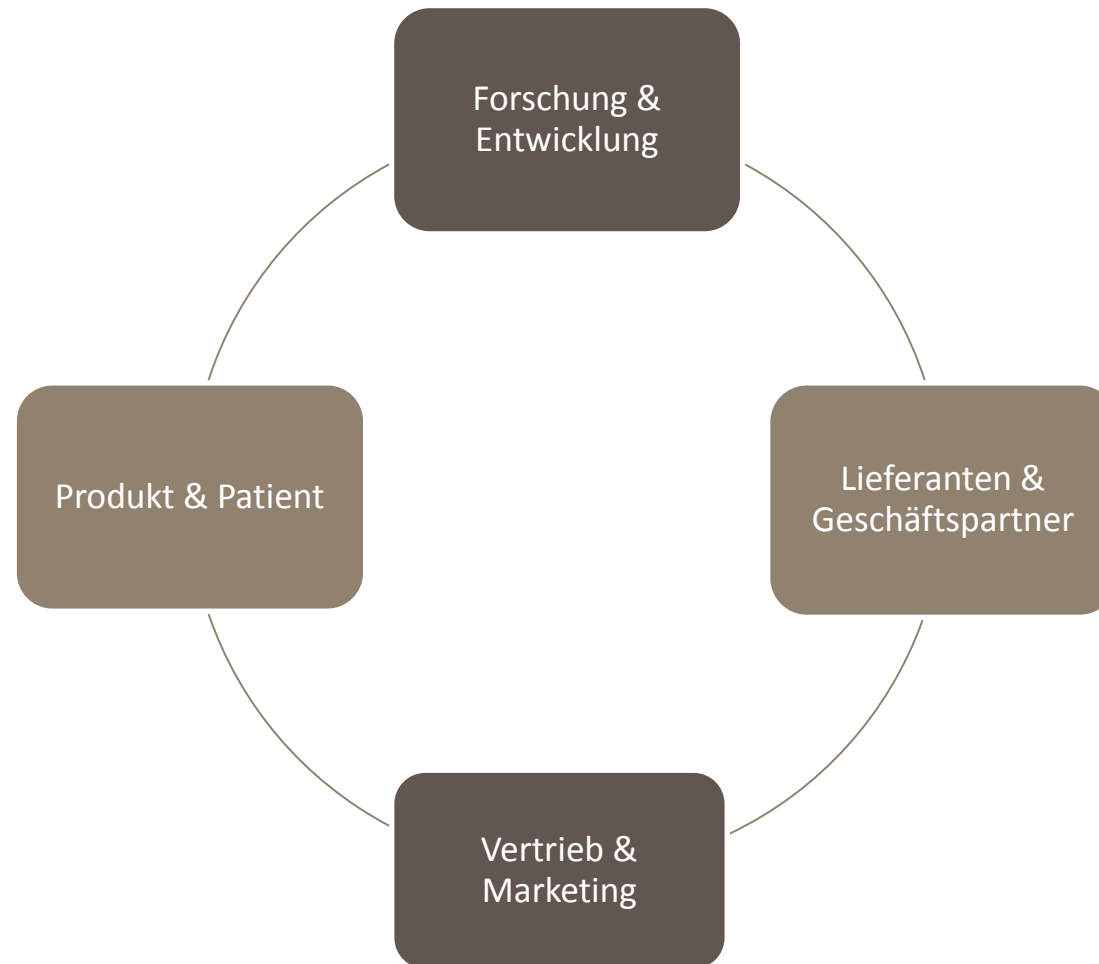 Forschung &
Entwicklung
Produkt & Patient
Lieferanten &
Geschäftspartner
Vertrieb &
Marketing